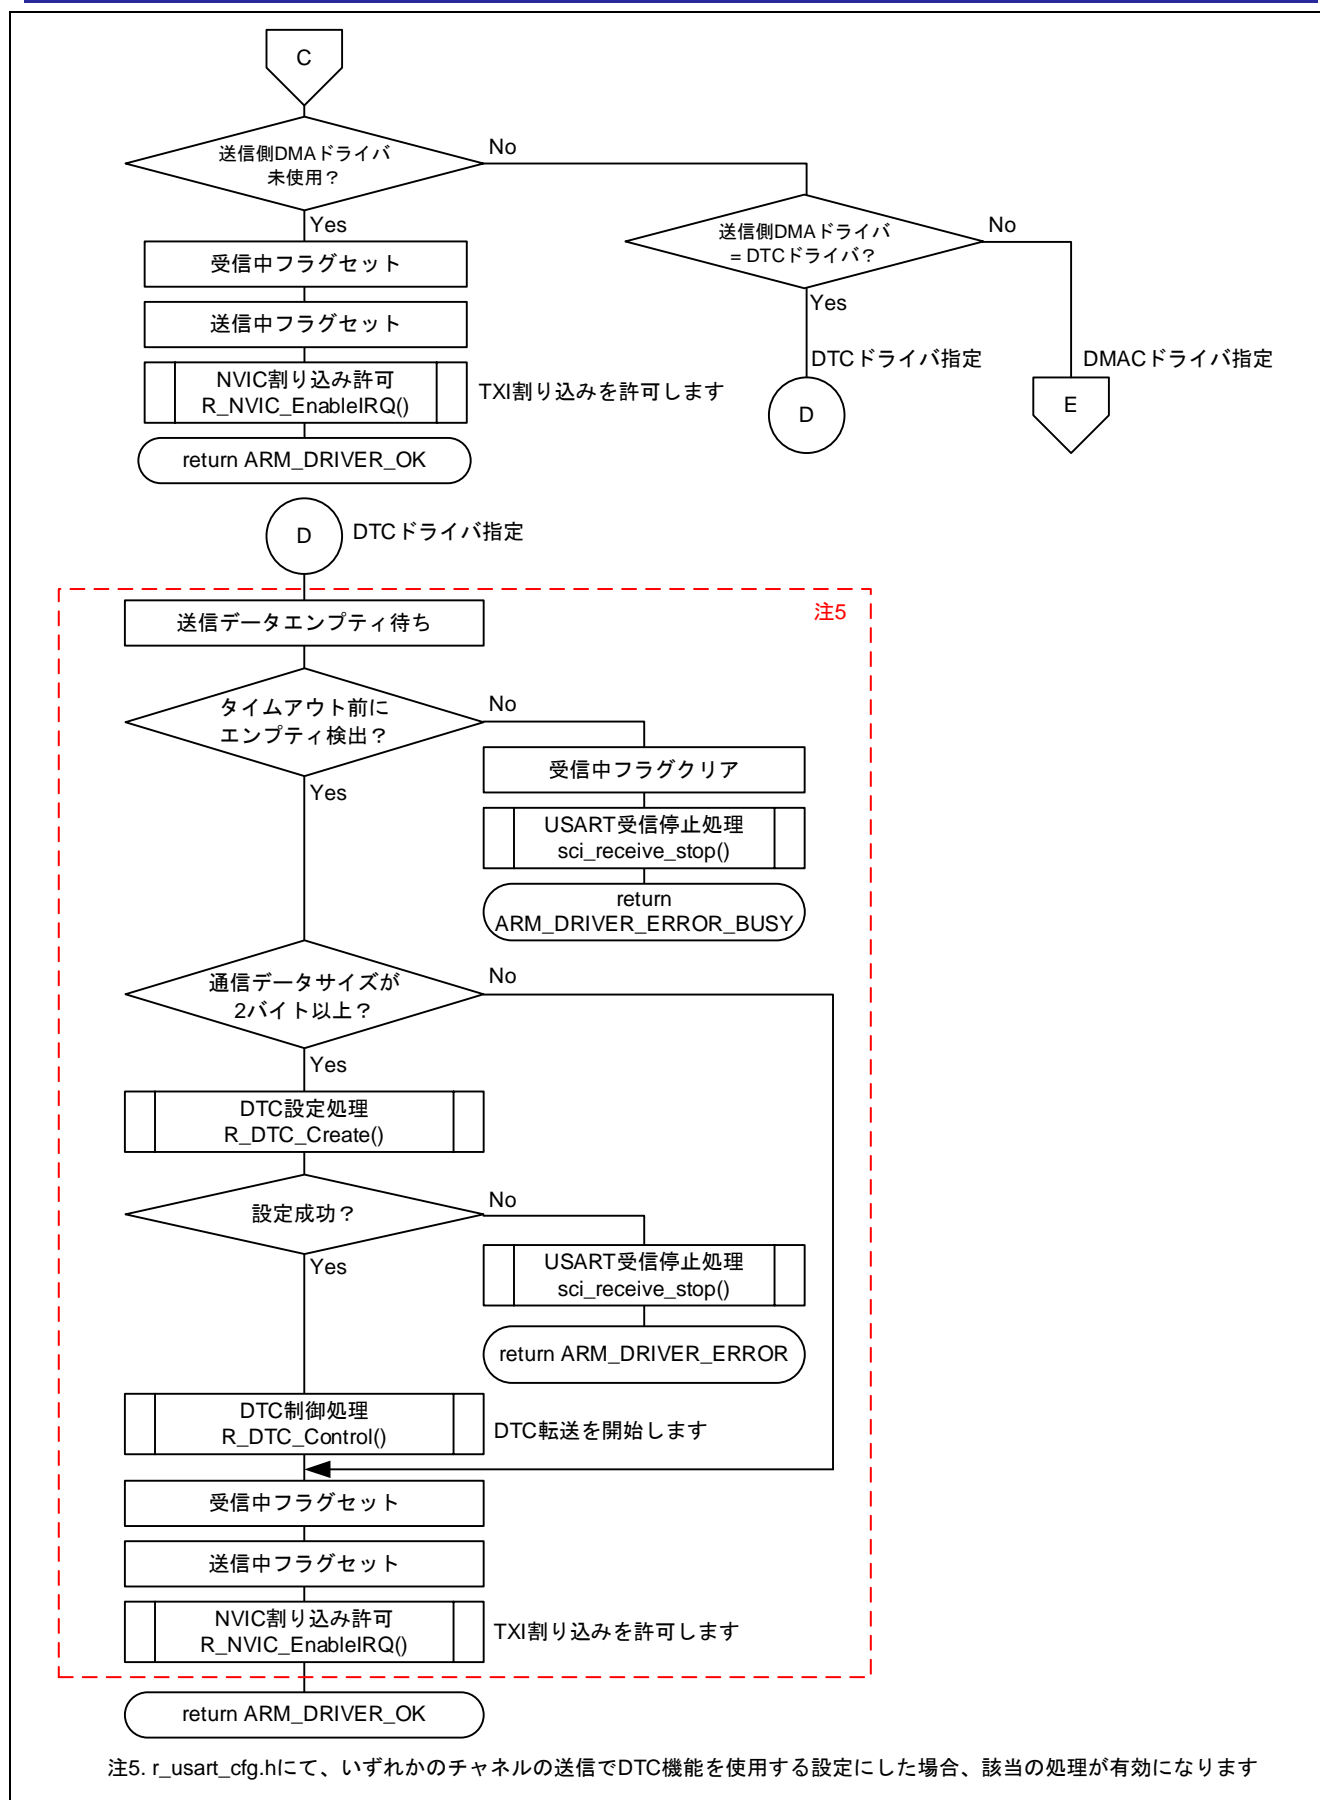 C
送信側DMAドライバ
未使用？
No
Yes
送信側DMAドライバ
= DTCドライバ？
No
Yes
受信中フラグセット
送信中フラグセット
NVIC割り込み許可
R_NVIC_EnableIRQ()
TXI割り込みを許可します
return ARM_DRIVER_OK
DTCドライバ指定
D
DMACドライバ指定
E
D
DTCドライバ指定
注5
送信データエンプティ待ち
タイムアウト前に
エンプティ検出？
No
Yes
受信中フラグクリア
USART受信停止処理
sci_receive_stop()
return
ARM_DRIVER_ERROR_BUSY
通信データサイズが
2バイト以上？
No
Yes
DTC設定処理
R_DTC_Create()
設定成功？
No
Yes
USART受信停止処理
sci_receive_stop()
return ARM_DRIVER_ERROR
DTC制御処理
R_DTC_Control()
DTC転送を開始します
受信中フラグセット
送信中フラグセット
NVIC割り込み許可
R_NVIC_EnableIRQ()
TXI割り込みを許可します
return ARM_DRIVER_OK
注5. r_usart_cfg.hにて、いずれかのチャネルの送信でDTC機能を使用する設定にした場合、該当の処理が有効になります